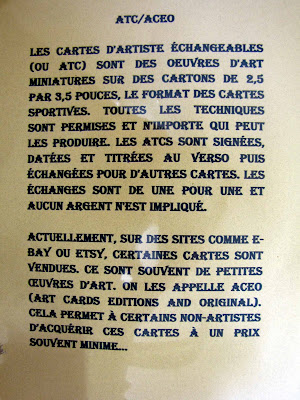 ATC/ACEO
LES CARTES D'ARTISTE ÉCHANGEABLES
(OU ATC) SONT DES OEUVRES D'ART
MINIATURES SUR DES CARTONS DE 2,5
PAR 3,5 POUCES, LE FORMAT DES CARTES
SPORTIVES. TOUTES LES TECHNIQUES
SONT PERMISES ET N'IMPORTE QUI PEUT
LES PRODUIRE. LES ATCS SONT SIGNÉES,
DATÉES ET TITRÉES AU VERSO PUIS
ÉCHANGÉES POUR D'AUTRES CARTES. LES
ÉCHANGES SONT DE UNE POUR UNE ET
AUCUN ARGENT N'EST IMPLIQUÉ.
ACTUELLEMENT, SUR DES SITES COMME E-
BAY OU ETSY, CERTAINES CARTES SONT
VENDUES. CE SONT SOUVENT DE PETITES
ŒUVRES D'ART. ON LES APPELLE ACEO
(ART CARDS EDITIONS AND ORIGINAL).
CELA PERMET À CERTAINS NON-ARTISTES
D'ACQUÉRIR CES CARTES À UN PRIX
SOUVENT MINIME...